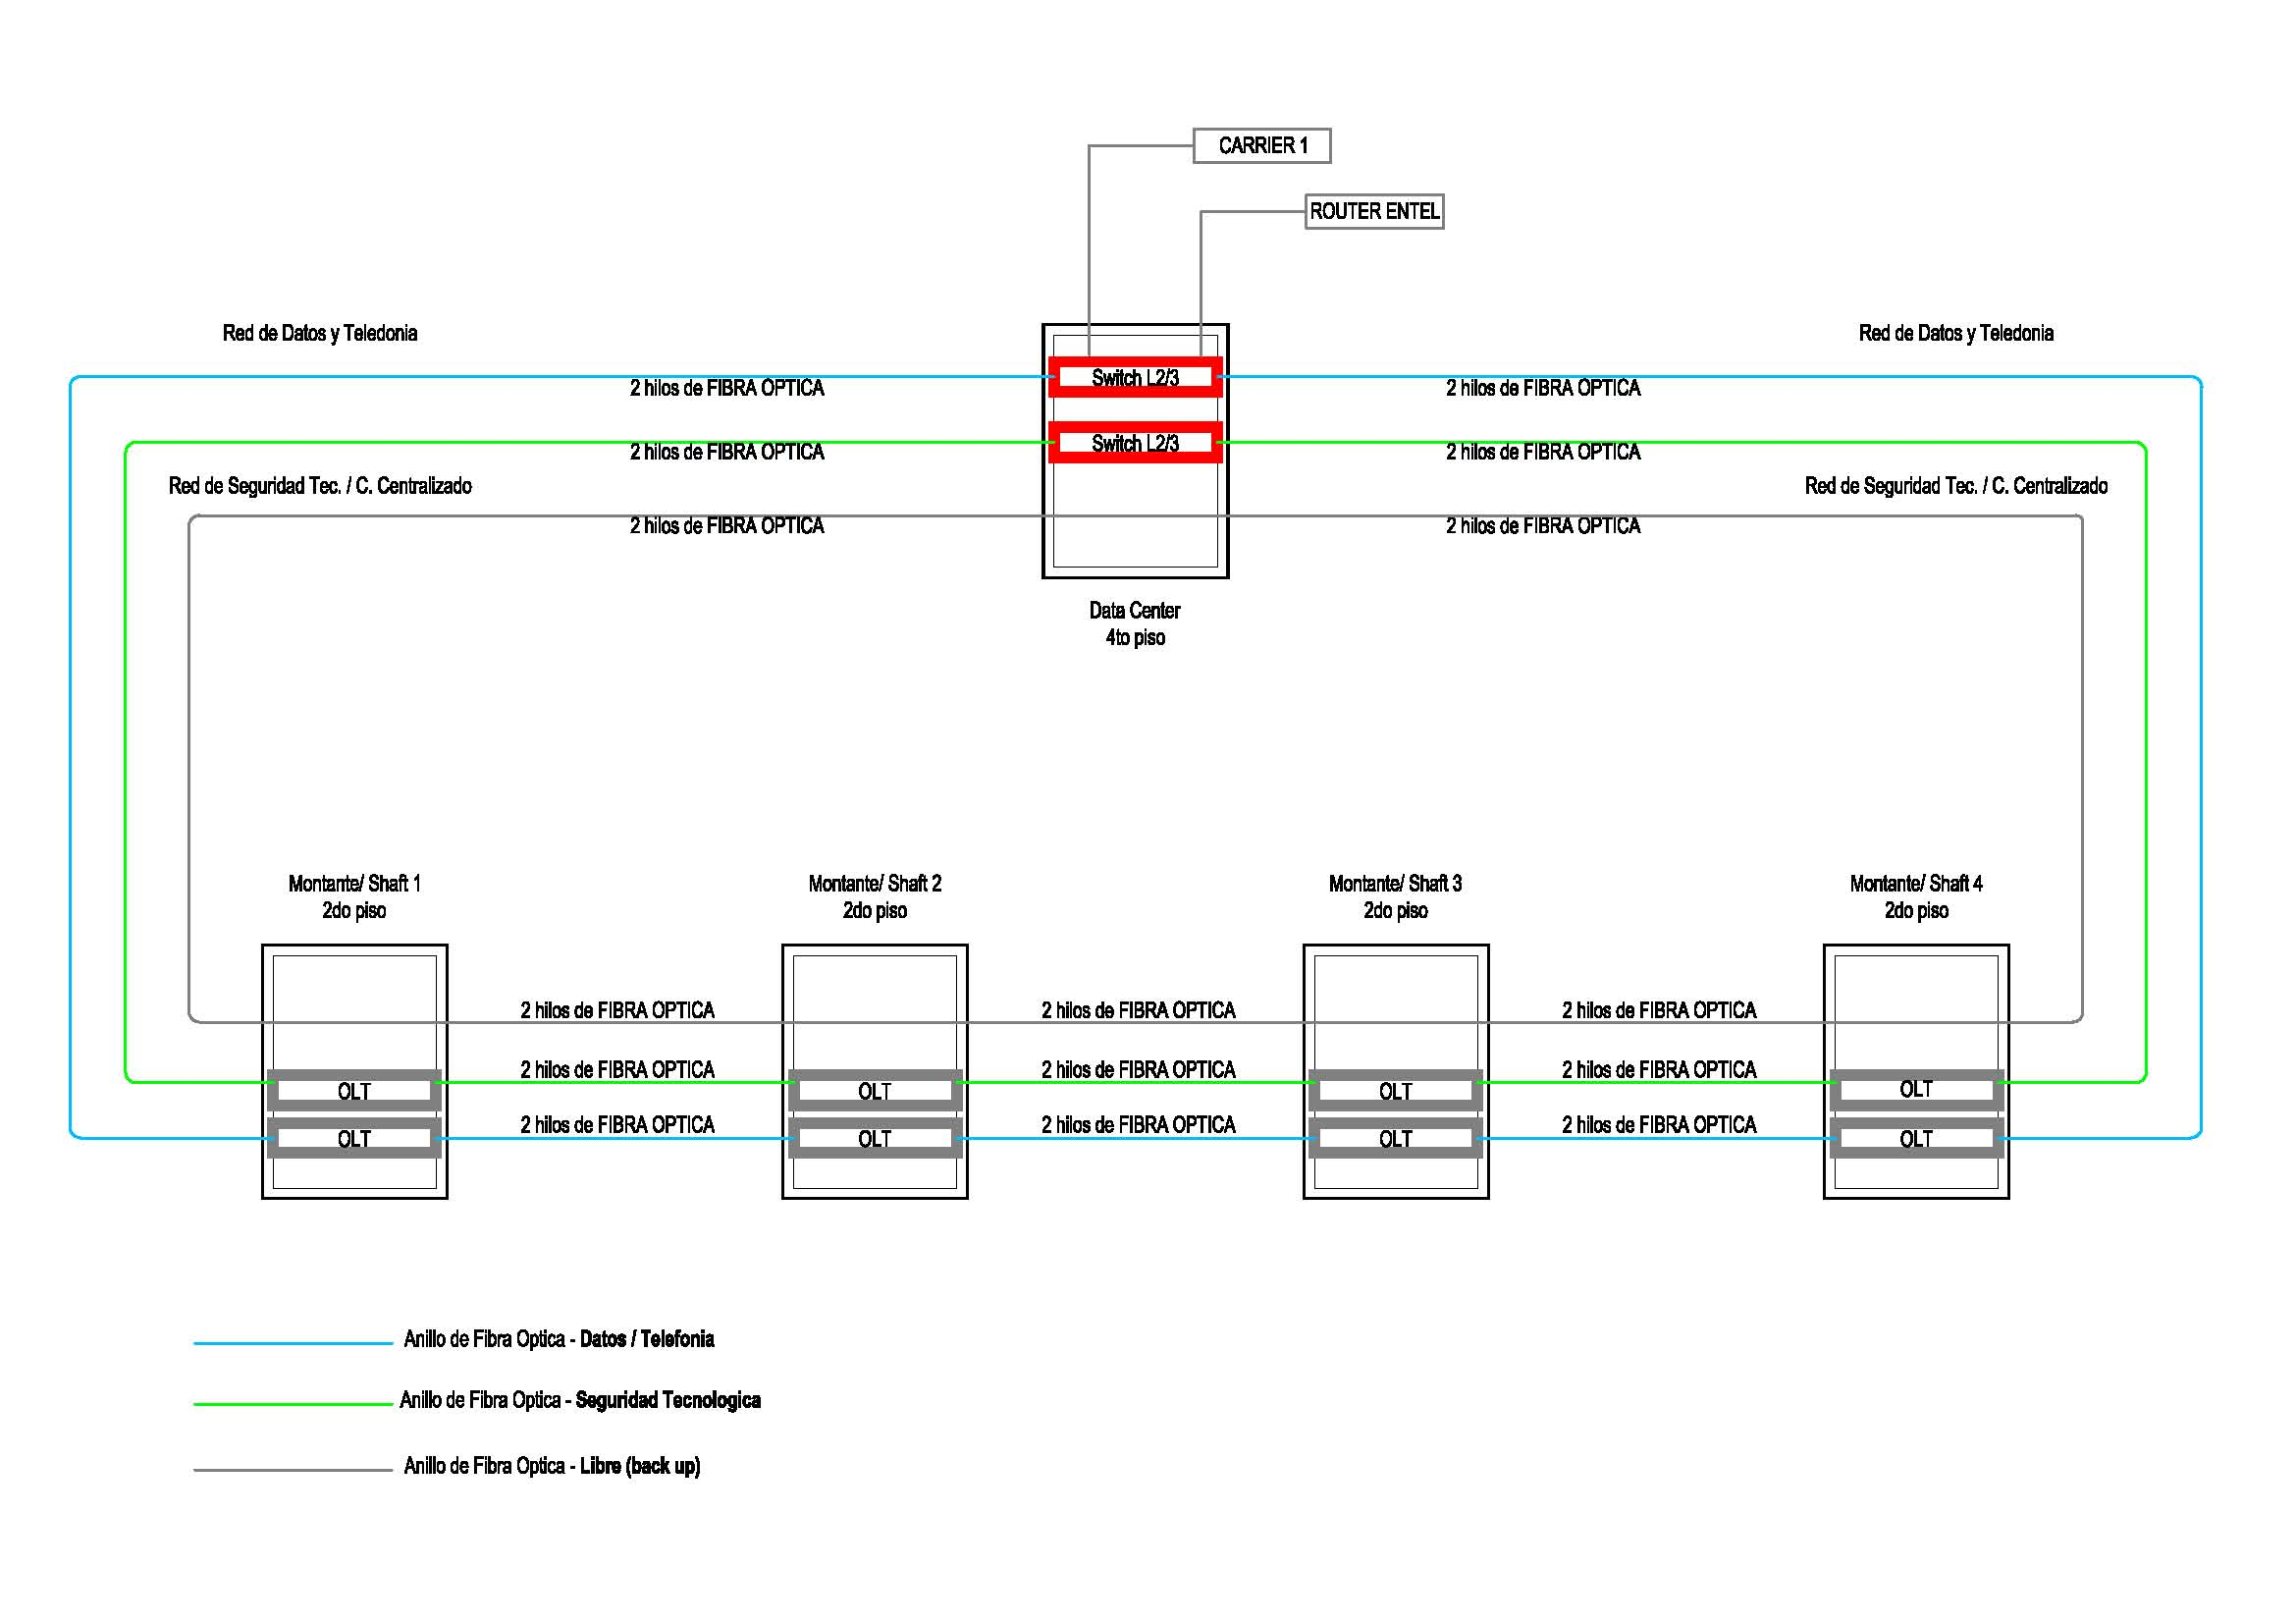 CARRIER 1
ROUTER ENTEL
Red de Datos y Teledonia
Red de Datos y Teledonia
Switch L2/3
2 hilos de FIBRA OPTICA
2 hilos de FIBRA OPTICA
Switch L2/3
2 hilos de FIBRA OPTICA
2 hilos de FIBRA OPTICA
Red de Seguridad Tec. / C. Centralizado
Red de Seguridad Tec. / C. Centralizado
2 hilos de FIBRA OPTICA
2 hilos de FIBRA OPTICA
Data Center
4to piso
Montante/ Shaft 1
2do piso
Montante/ Shaft 2
2do piso
Montante/ Shaft 3
2do piso
Montante/ Shaft 4
2do piso
2 hilos de FIBRA OPTICA
2 hilos de FIBRA OPTICA
2 hilos de FIBRA OPTICA
2 hilos de FIBRA OPTICA
2 hilos de FIBRA OPTICA
2 hilos de FIBRA OPTICA
OLT
OLT
OLT
OLT
2 hilos de FIBRA OPTICA
2 hilos de FIBRA OPTICA
2 hilos de FIBRA OPTICA
OLT
OLT
OLT
OLT
Anillo de Fibra Optica - Datos / Telefonia
Anillo de Fibra Optica - Seguridad Tecnologica
Anillo de Fibra Optica - Libre (back up)